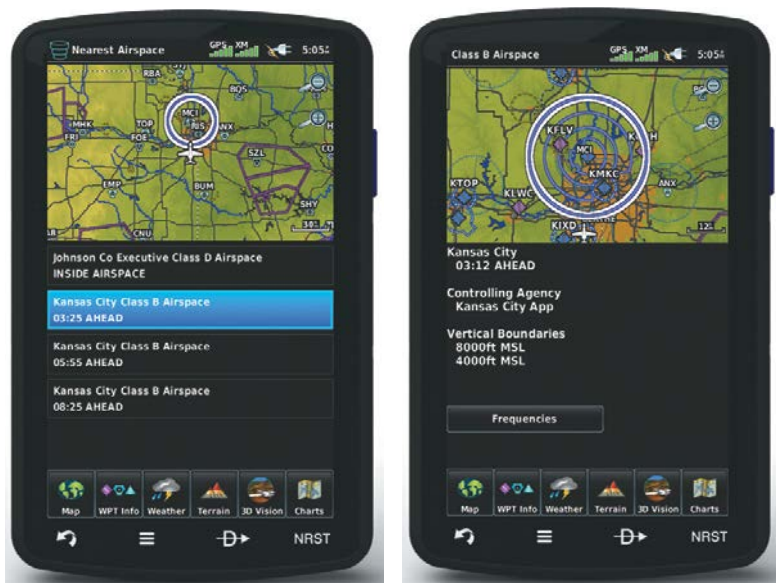 Nearest Airspace
GPS XM
5:05
RBA
BQS
MHK
TOP
MCI
ANX
FRI
FOE
SZL
EMP
BUM
CNU
SHY
30
Johnson Co Executive Class D Airspace
INSIDE AIRSPACE
Kansas City Class B Airspace
03:25 AHEAD
Kansas City Class B Airspace
05:55 AHEAD
Kansas City Class B Airspace
08:25 AHEAD
Map WPT Info Weather Terrain 3D Vision Charts
NRST
Class B Airspace
GPS XM
5:05
KFLV
MCI
KMKC
KTOP
KLWC
ANX
KIXD
12
Kansas City
03:12 AHEAD
Controlling Agency
Kansas City App
Vertical Boundaries
8000ft MSL
4000ft MSL
Frequencies
Map WPT Info Weather Terrain 3D Vision Charts
NRST